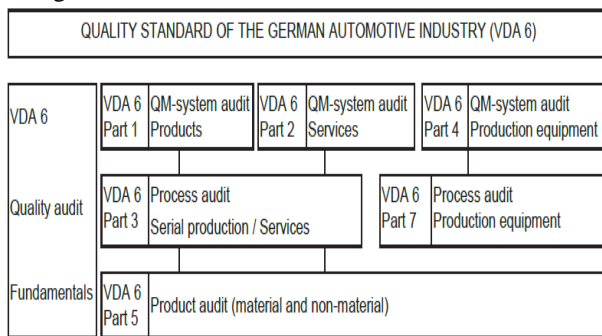 QUALITY STANDARD OF THE GERMAN AUTOMOTIVE INDUSTRY (VDA 6)
VDA 6
Quality audit
Fundamentals
VDA 6 Part 1
QM-system audit
Products
VDA 6 Part 2
QM-system audit
Services
VDA 6 Part 4
QM-system audit
Production equipment
VDA 6 Part 3
Process audit
Serial production / Services
VDA 6 Part 7
Process audit
Production equipment
VDA 6 Part 5
Product audit (material and non-material)